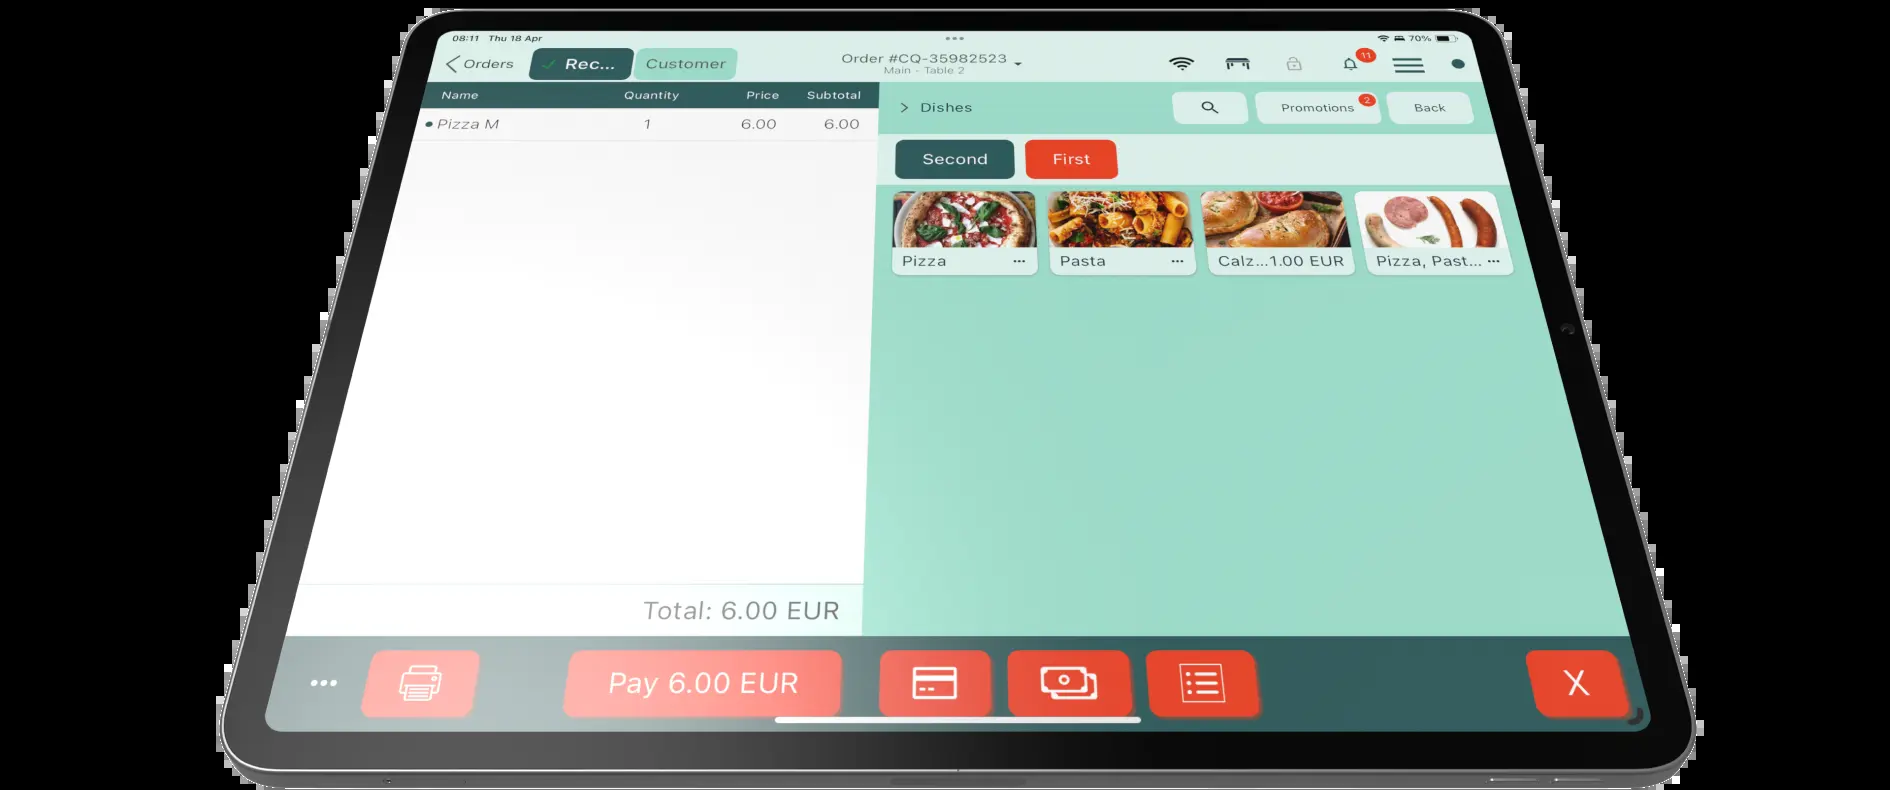 08:11 Thu 18 Apr
70%
Orders
Rec...
Customer
Order #CQ-35982523
Main - Table 2
11
Name Quantity Price Subtotal
Pizza M 1 6.00 6.00
Total: 6.00 EUR
> Dishes
Promotions
2
Back
Second
First
Pizza ...
Pasta ...
Calz...1.00 EUR
Pizza, Past... ...
Pay 6.00 EUR
X